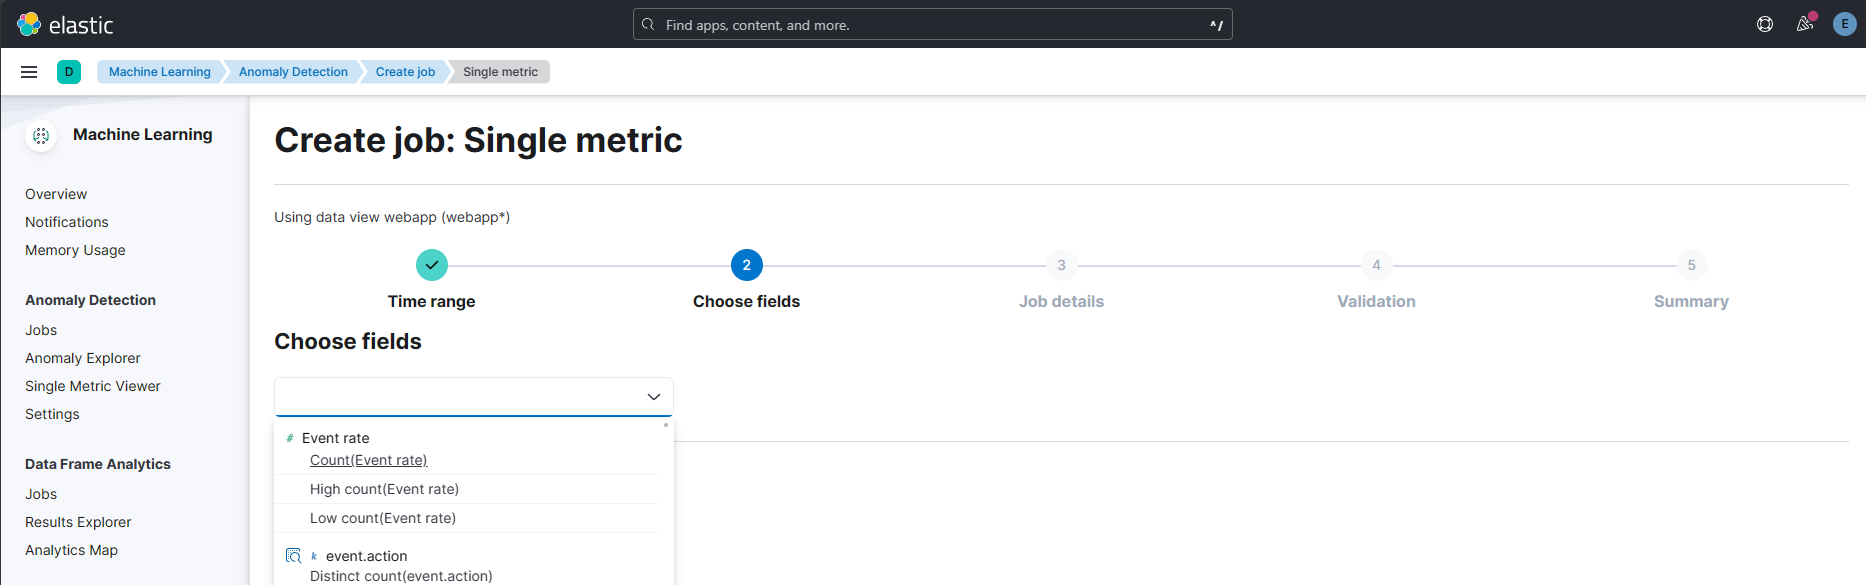 elastic
Find apps, content, and more.
^/
E
D
Machine Learning
Anomaly Detection
Create job
Single metric
Machine Learning
Overview
Notifications
Memory Usage
Anomaly Detection
Jobs
Anomaly Explorer
Single Metric Viewer
Settings
Data Frame Analytics
Jobs
Results Explorer
Analytics Map
Create job: Single metric
Using data view webapp (webapp*)
2
3
4
5
Time range
Choose fields
Job details
Validation
Summary
Choose fields
# Event rate
Count(Event rate)
High count(Event rate)
Low count(Event rate)
k event.action
Distinct count(event.action)